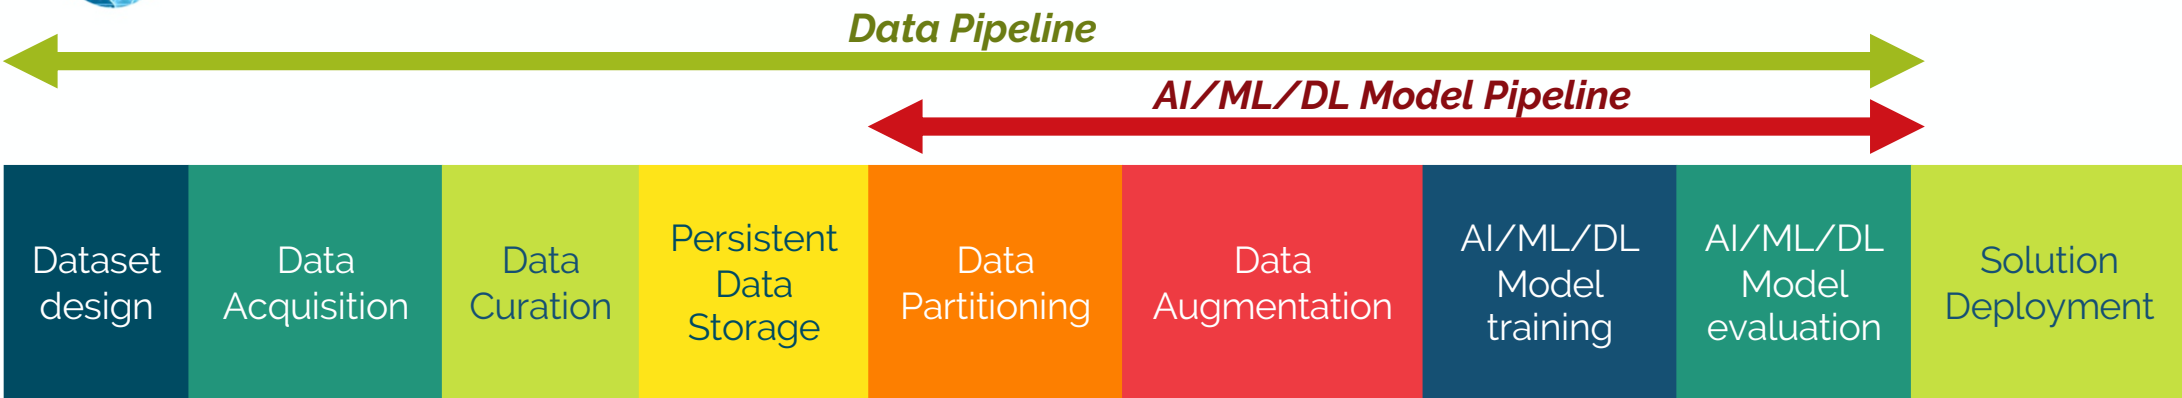 Data Pipeline
AI/ML/DL Model Pipeline
Dataset
design
Data
Acquisition
Data
Curation
Persistent
Data
Storage
Data
Partitioning
Data
Augmentation
AI/ML/DL
Model
training
AI/ML/DL
Model
evaluation
Solution
Deployment